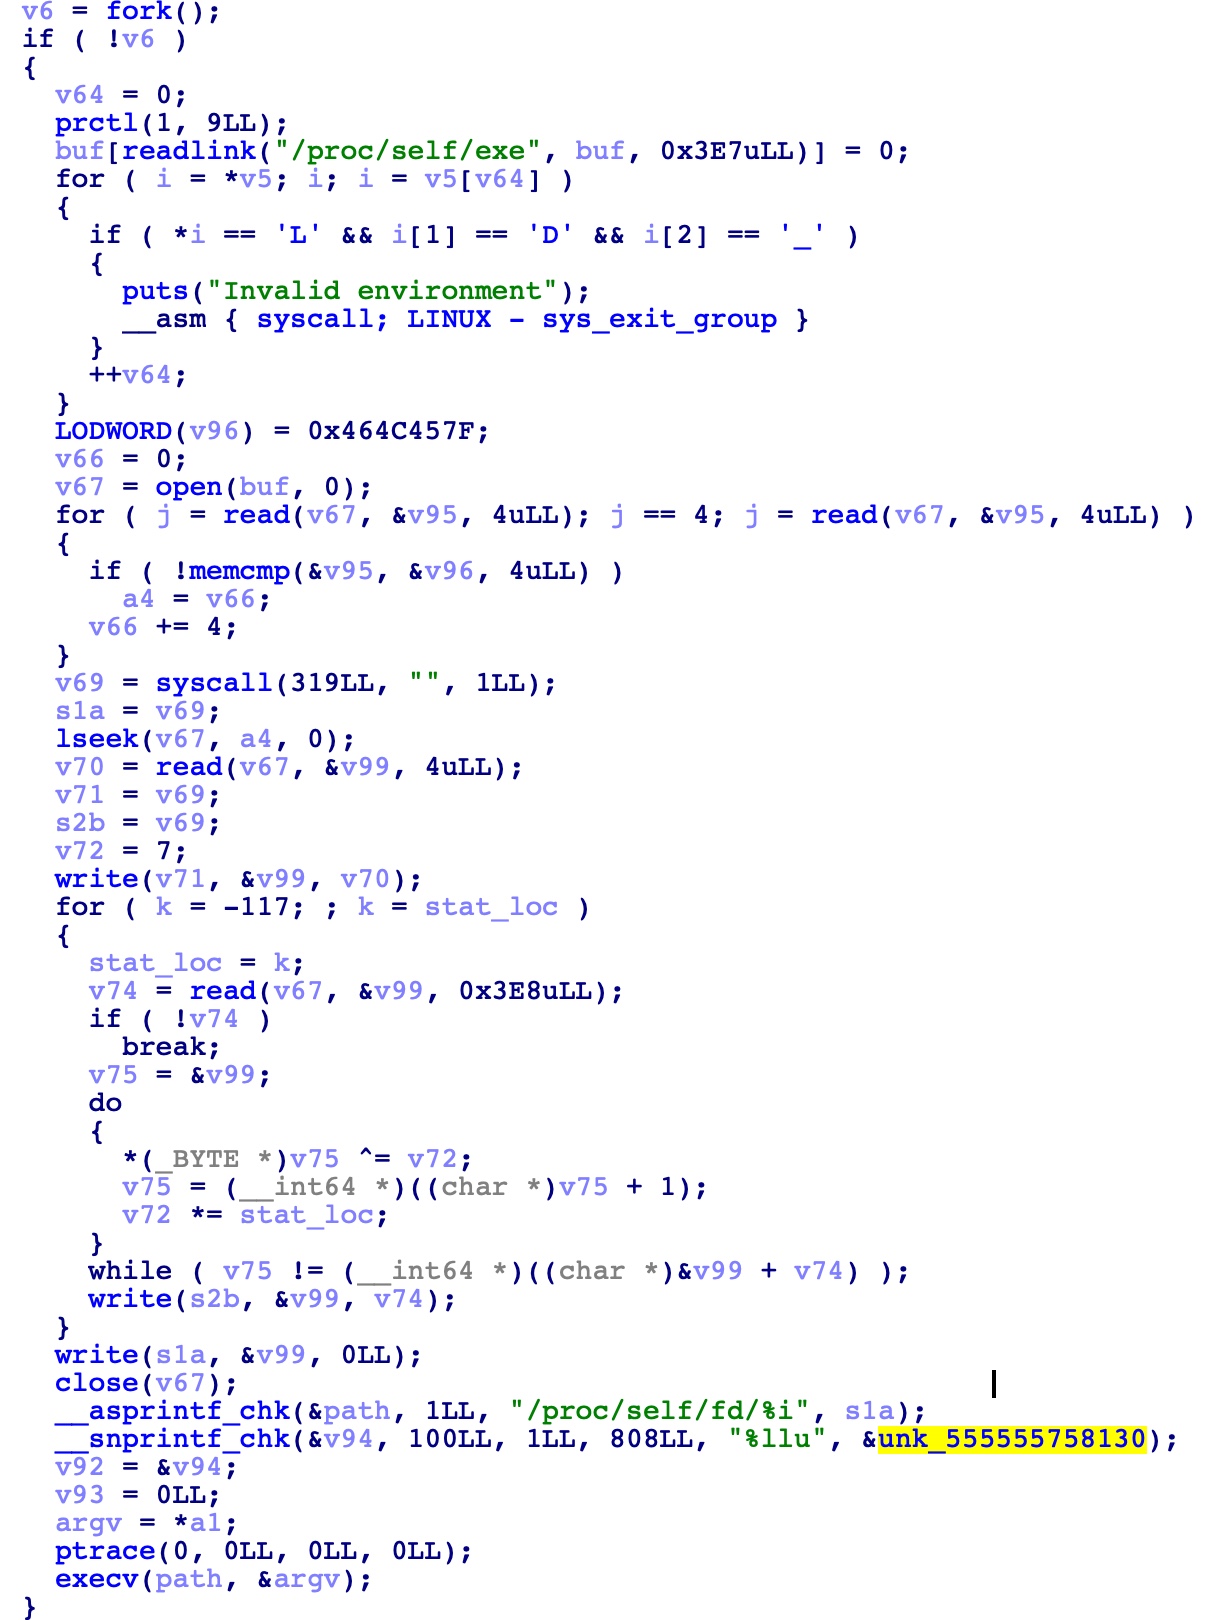 v6 = fork();
if ( !v6 )
{
  v64 = 0;
  prctl(1, 9LL);
  buf[readlink("/proc/self/exe", buf, 0x3E7uLL)] = 0;
  for ( i = *v5; i; i = v5[v64] )
  {
    if ( *i == 'L' && i[1] == 'D' && i[2] == '_' )
    {
      puts("Invalid environment");
      __asm { syscall; LINUX - sys_exit_group }
    }
    ++v64;
  }
  LODWORD(v96) = 0x464C457F;
  v66 = 0;
  v67 = open(buf, 0);
  for ( j = read(v67, &v95, 4uLL); j == 4; j = read(v67, &v95, 4uLL) )
  {
    if ( !memcmp(&v95, &v96, 4uLL) )
      a4 = v66;
    v66 += 4;
  }
  v69 = syscall(319LL, "", 1LL);
  s1a = v69;
  lseek(v67, a4, 0);
  v70 = read(v67, &v99, 4uLL);
  v71 = v69;
  s2b = v69;
  v72 = 7;
  write(v71, &v99, v70);
  for ( k = -117; ; k = stat_loc )
  {
    stat_loc = k;
    v74 = read(v67, &v99, 0x3E8uLL);
    if ( !v74 )
      break;
    v75 = &v99;
    do
    {
      *(_BYTE *)v75 ^= v72;
      v75 = (__int64 *)((char *)v75 + 1);
      v72 *= stat_loc;
    }
    while ( v75 != (__int64 *)((char *)&v99 + v74) );
    write(s2b, &v99, v74);
  }
  write(s1a, &v99, 0LL);
  close(v67);
  __asprintf_chk(&path, 1LL, "/proc/self/fd/%i", s1a);
  __snprintf_chk(&v94, 100LL, 1LL, 808LL, "%llu", &unk_555555758130);
  v92 = &v94;
  v93 = 0LL;
  argv = *a1;
  ptrace(0, 0LL, 0LL, 0LL);
  execv(path, &argv);
}